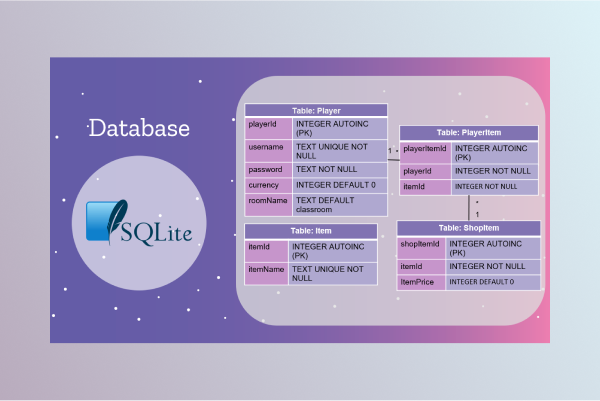 Database
SQLite
Table: Player
playerId INTEGER AUTOINC
(PK)
username TEXT UNIQUE NOT
NULL
password TEXT NOT NULL
currency INTEGER DEFAULT 0
roomName TEXT DEFAULT
classroom
1 *
Table: PlayerItem
playerItemId INTEGER AUTOINC
(PK)
playerId INTEGER NOT NULL
itemId INTEGER NOT NULL
*
1
Table: Item
itemId INTEGER AUTOINC
(PK)
itemName TEXT UNIQUE NOT
NULL
Table: ShopItem
shopItemId INTEGER AUTOINC
(PK)
itemId INTEGER NOT NULL
ItemPrice INTEGER DEFAULT 0